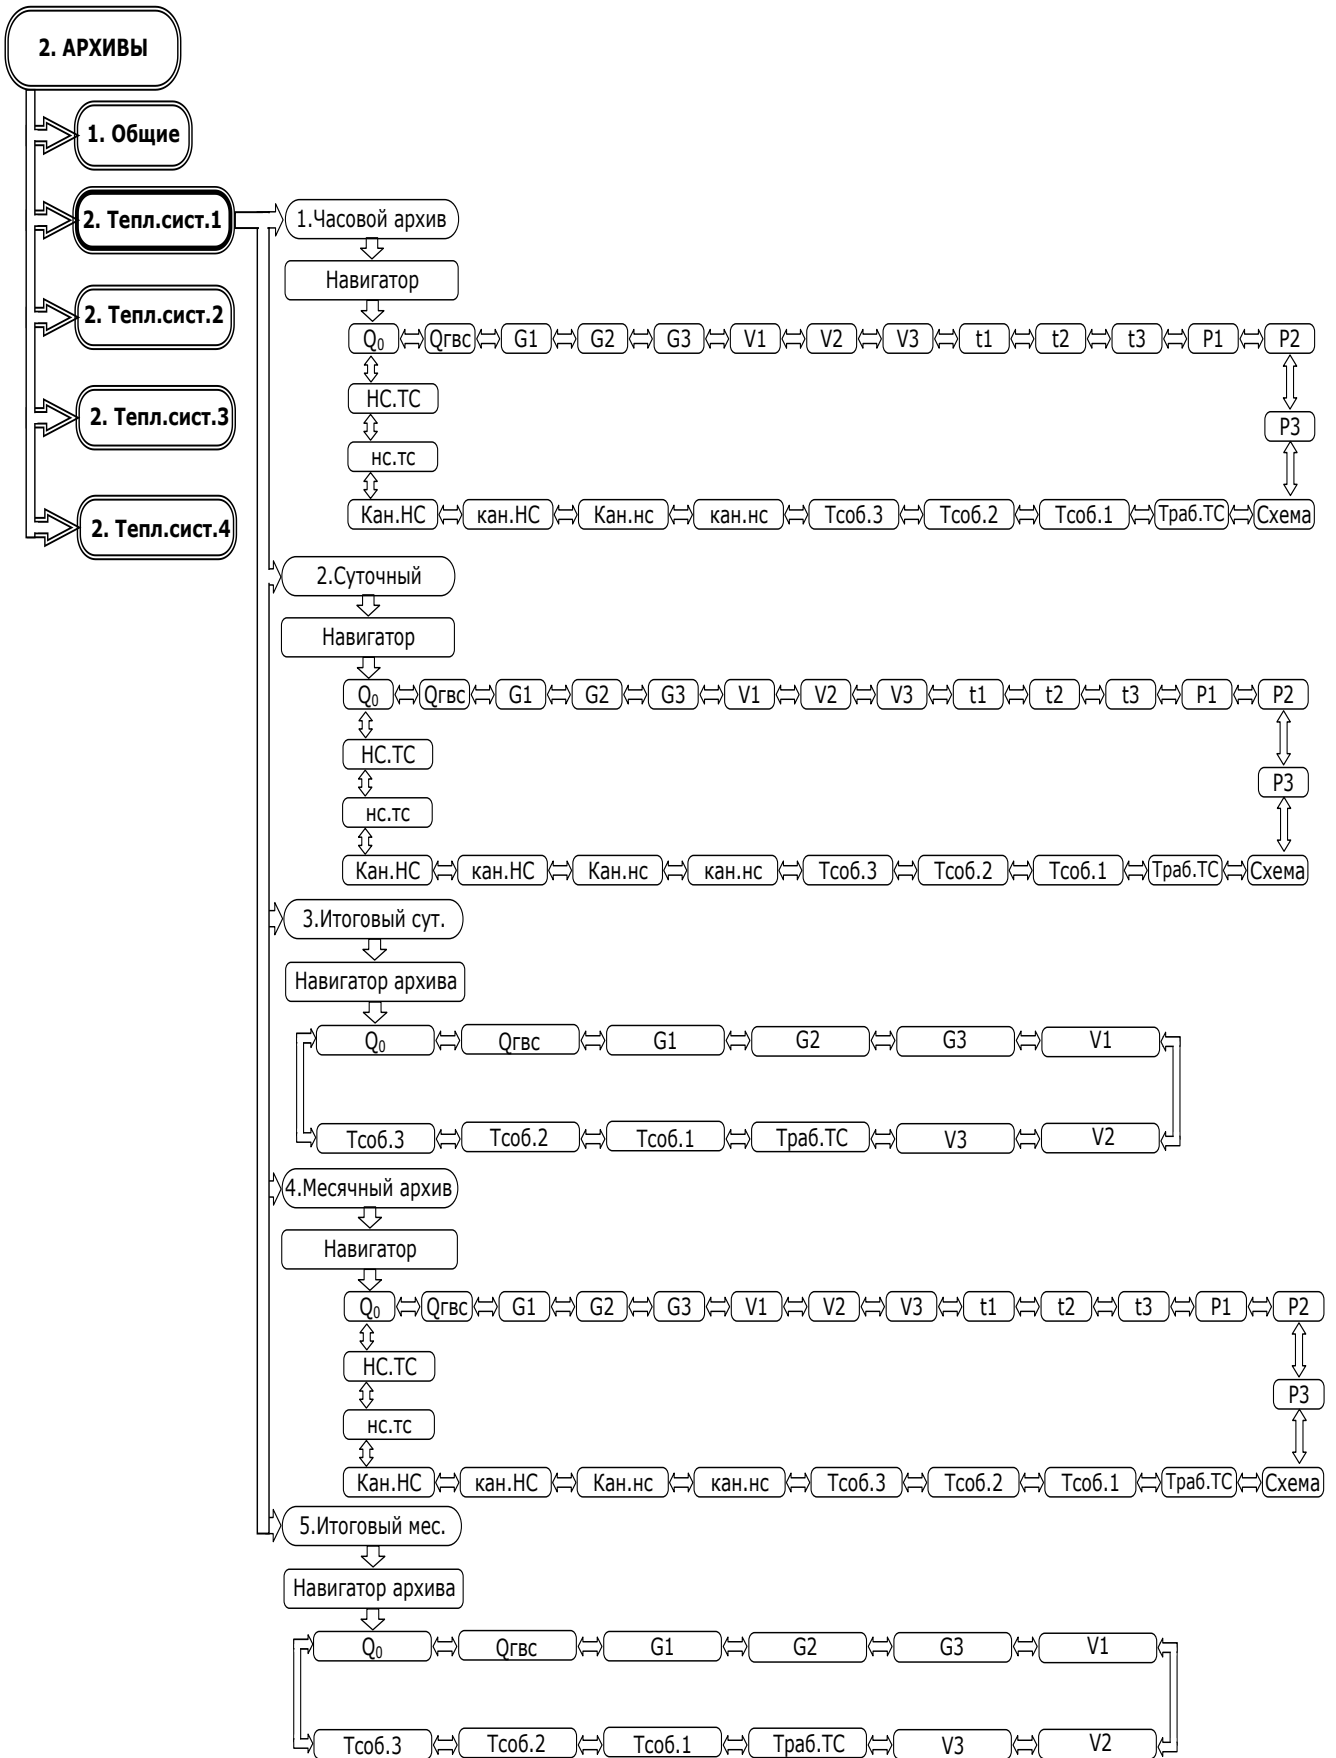 2. АРХИВЫ
1. Общие
2. Тепл.сист.1
2. Тепл.сист.2
2. Тепл.сист.3
2. Тепл.сист.4
1.Часовой архив
Навигатор
Q₀ Qгвс G1 G2 G3 V1 V2 V3 t1 t2 t3 P1 P2
НС.ТС
P3
нс.тс
Кан.НС кан.НС Кан.нс кан.нс Тсоб.3 Тсоб.2 Тсоб.1 Траб.ТС Схема
2.Суточный
Навигатор
Q₀ Qгвс G1 G2 G3 V1 V2 V3 t1 t2 t3 P1 P2
НС.ТС
P3
нс.тс
Кан.НС кан.НС Кан.нс кан.нс Тсоб.3 Тсоб.2 Тсоб.1 Траб.ТС Схема
3.Итоговый сут.
Навигатор архива
Q₀ Qгвс G1 G2 G3 V1
Тсоб.3 Тсоб.2 Тсоб.1 Траб.ТС V3 V2
4.Месячный архив
Навигатор
Q₀ Qгвс G1 G2 G3 V1 V2 V3 t1 t2 t3 P1 P2
НС.ТС
P3
нс.тс
Кан.НС кан.НС Кан.нс кан.нс Тсоб.3 Тсоб.2 Тсоб.1 Траб.ТС Схема
5.Итоговый мес.
Навигатор архива
Q₀ Qгвс G1 G2 G3 V1
Тсоб.3 Тсоб.2 Тсоб.1 Траб.ТС V3 V2